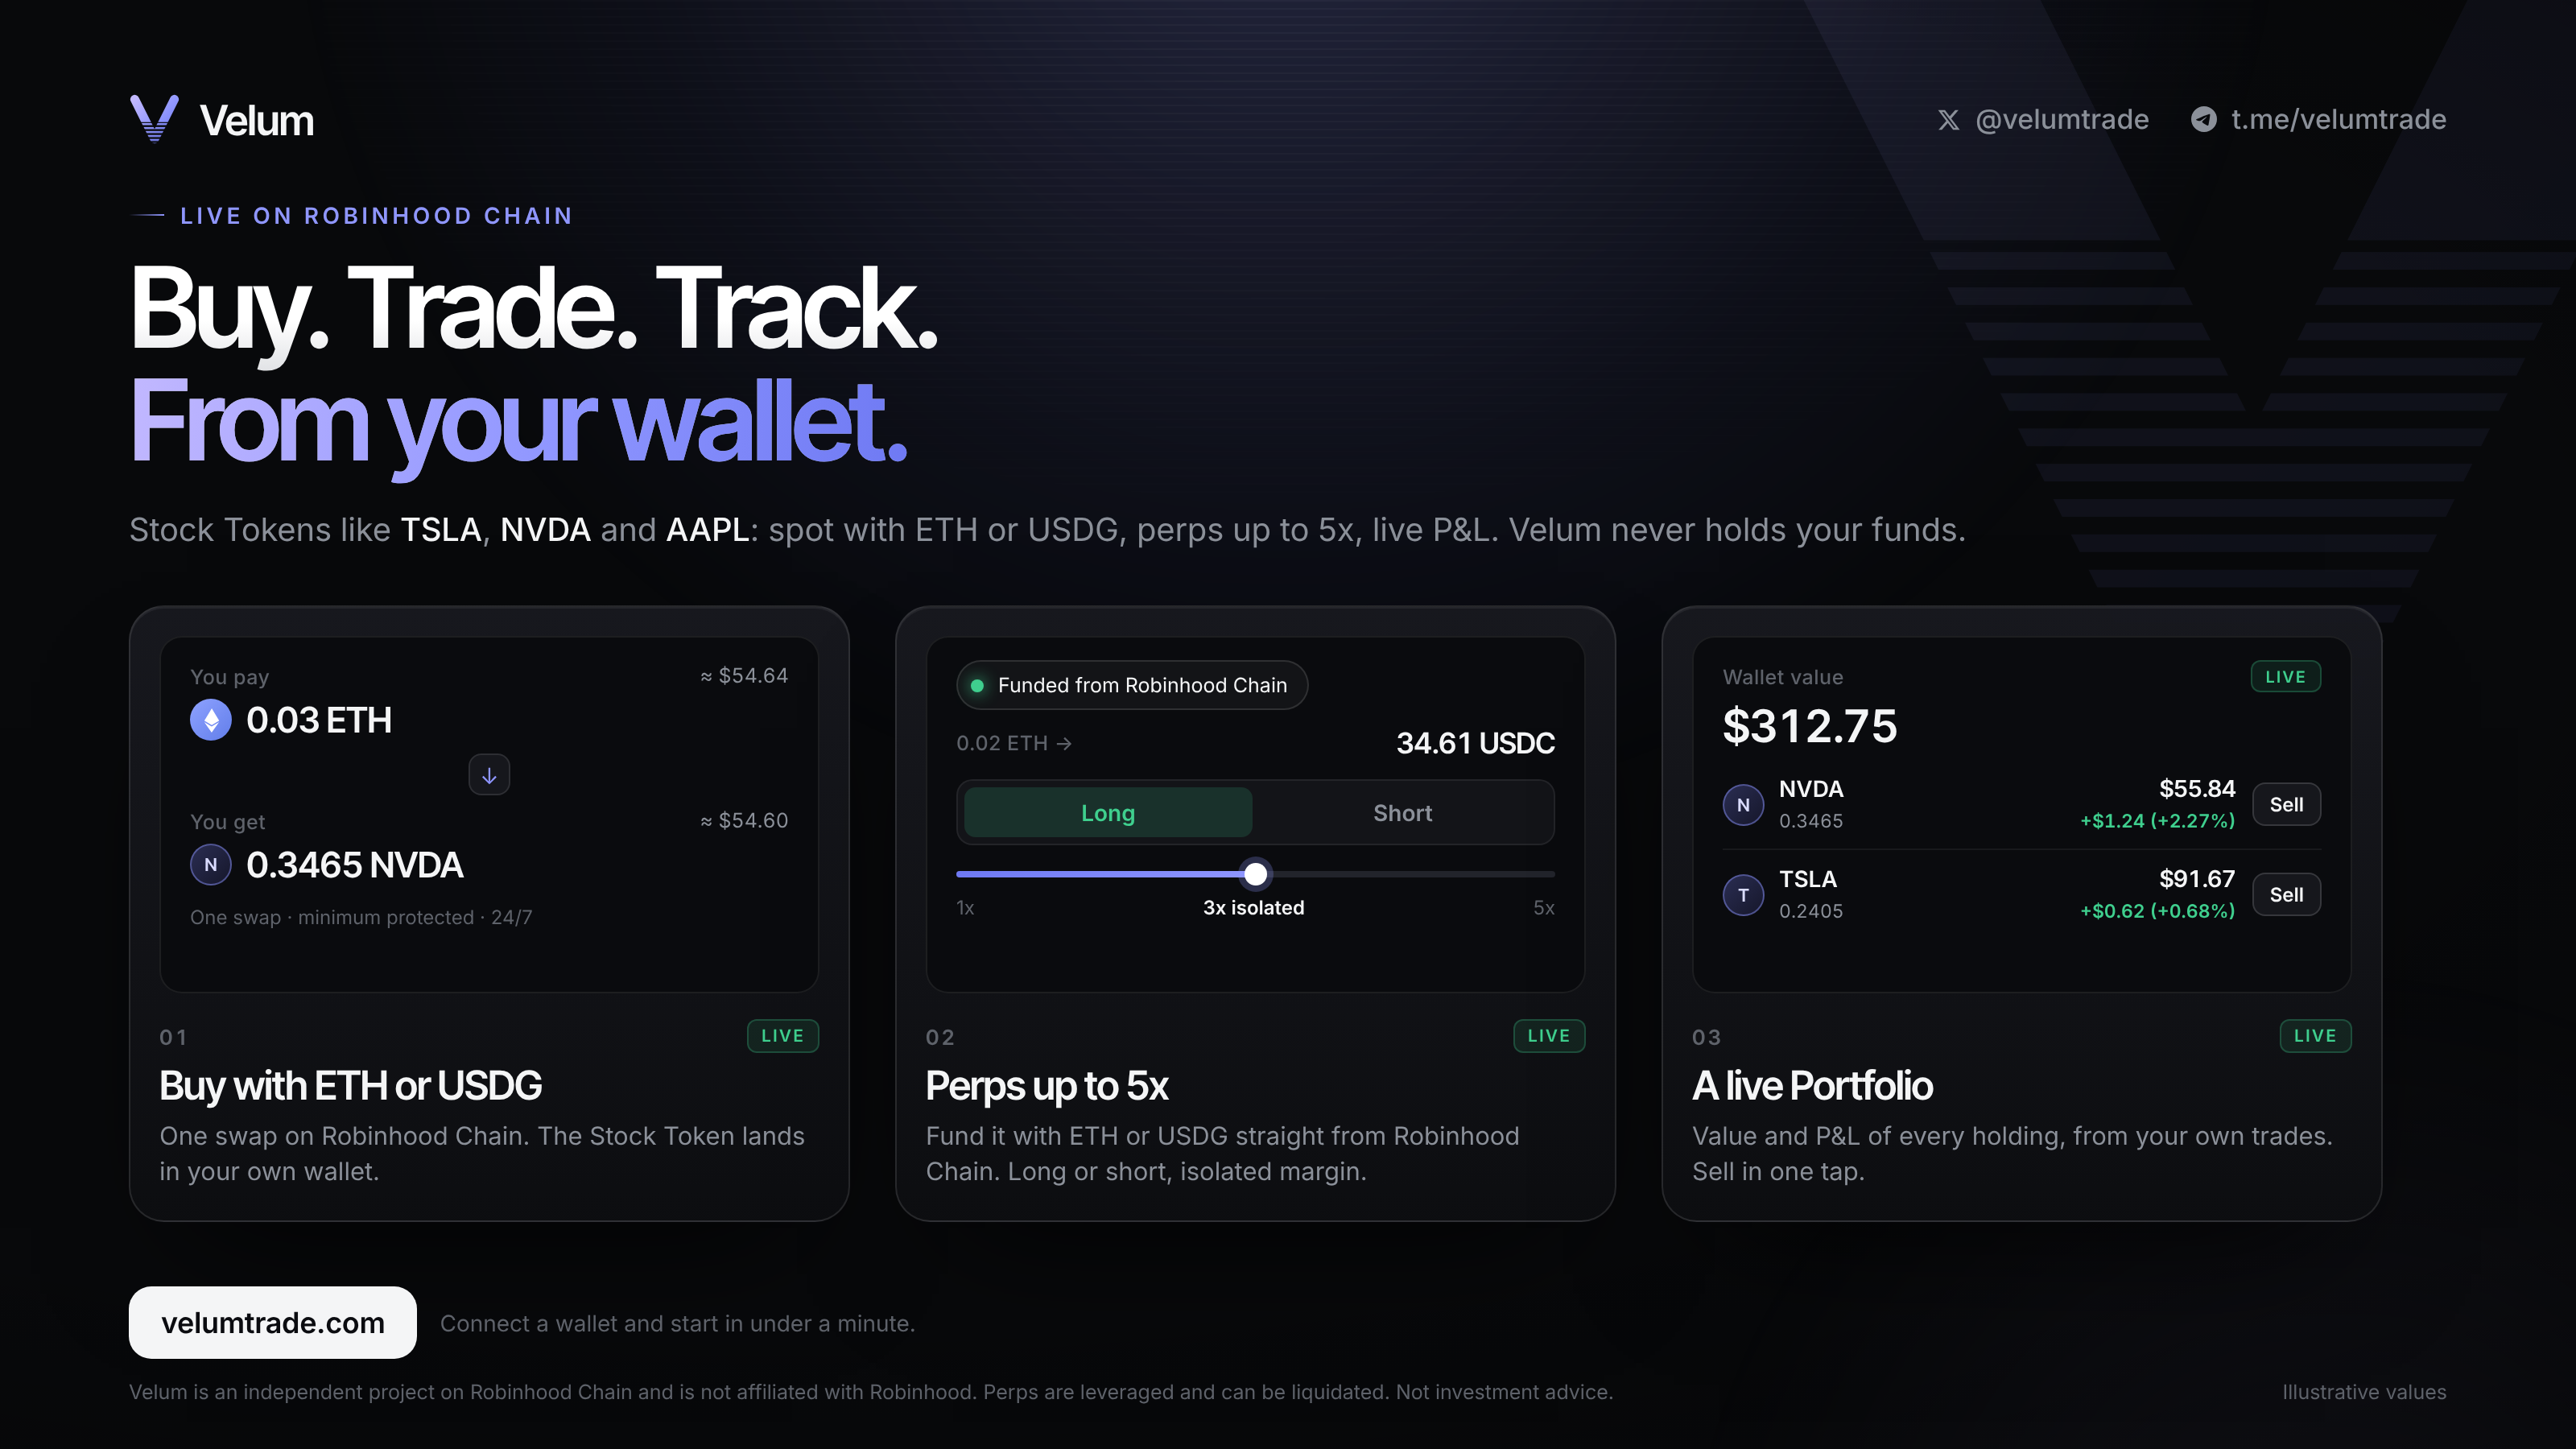 Velum
@velumtrade
t.me/velumtrade
LIVE ON ROBINHOOD CHAIN
Buy. Trade. Track.
From your wallet.
Stock Tokens like TSLA, NVDA and AAPL: spot with ETH or USDG, perps up to 5x, live P&L. Velum never holds your funds.
You pay
≈ $54.64
0.03 ETH
You get
≈ $54.60
N
0.3465 NVDA
One swap · minimum protected · 24/7
01
LIVE
Buy with ETH or USDG
One swap on Robinhood Chain. The Stock Token lands
in your own wallet.
Funded from Robinhood Chain
0.02 ETH →
34.61 USDC
Long
Short
1x
3x isolated
5x
02
LIVE
Perps up to 5x
Fund it with ETH or USDG straight from Robinhood
Chain. Long or short, isolated margin.
Wallet value
LIVE
$312.75
N
NVDA
$55.84
Sell
0.3465
+$1.24 (+2.27%)
T
TSLA
$91.67
Sell
0.2405
+$0.62 (+0.68%)
03
LIVE
A live Portfolio
Value and P&L of every holding, from your own trades.
Sell in one tap.
velumtrade.com
Connect a wallet and start in under a minute.
Velum is an independent project on Robinhood Chain and is not affiliated with Robinhood. Perps are leveraged and can be liquidated. Not investment advice.
Illustrative values